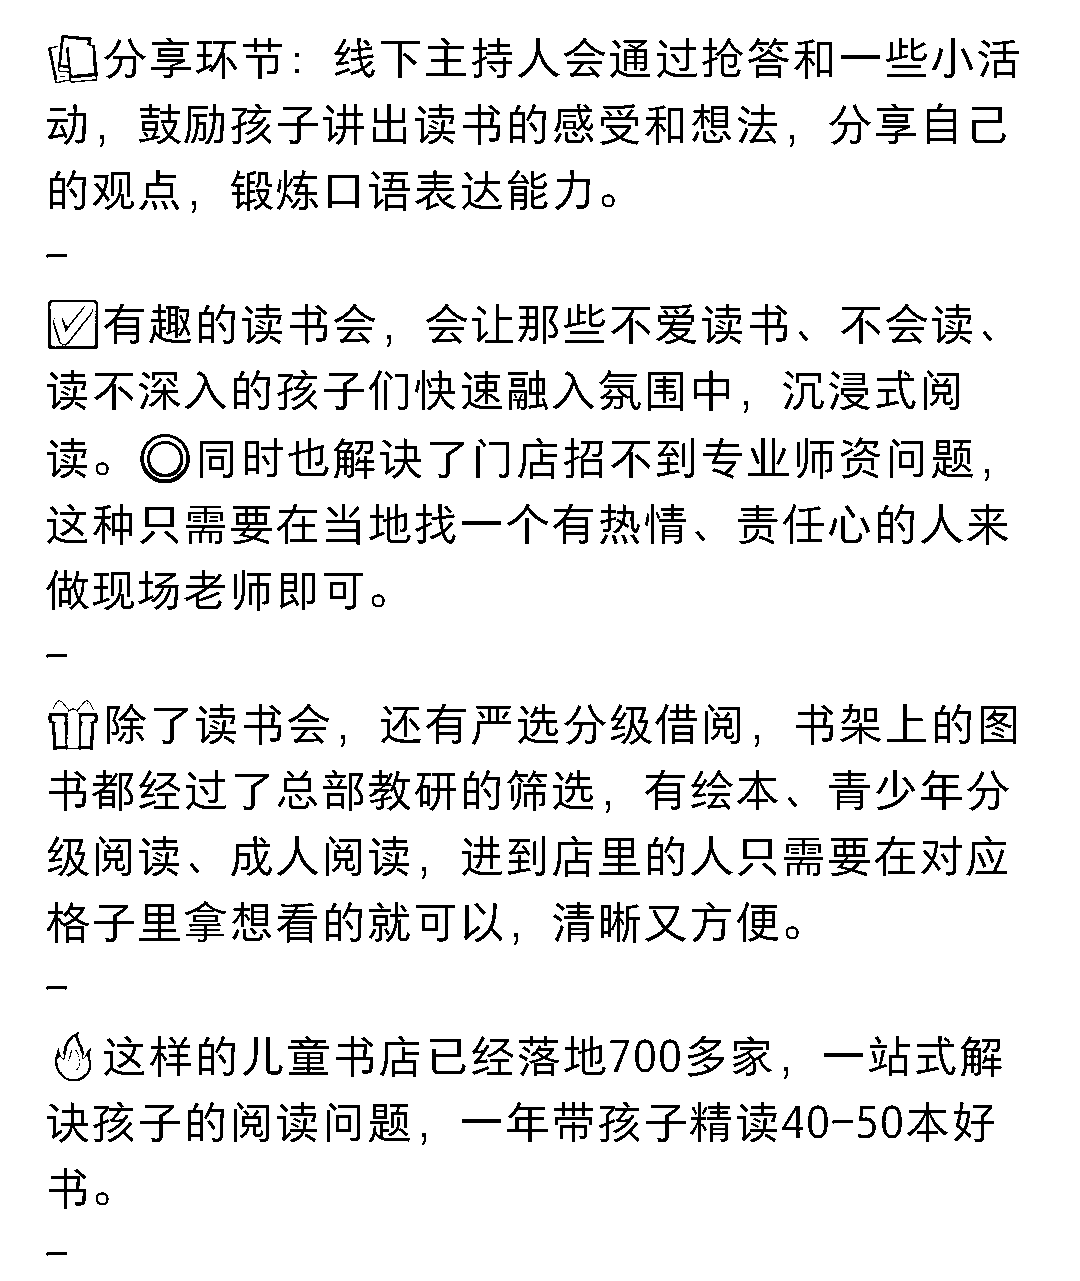 分享环节：线下主持人会通过抢答和一些小活
动，鼓励孩子讲出读书的感受和想法，分享自己
的观点，锻炼口语表达能力。
–
☑有趣的读书会，会让那些不爱读书、不会读、
读不深入的孩子们快速融入氛围中，沉浸式阅
读。⭕同时也解诀了门店招不到专业师资问题，
这种只需要在当地找一个有热情、责任心的人来
做现场老师即可。
–
🎁除了读书会，还有严选分级借阅，书架上的图
书都经过了总部教研的筛选，有绘本、青少年分
级阅读、成人阅读，进到店里的人只需要在对应
格子里拿想看的就可以，清晰又方便。
–
🔥这样的儿童书店已经落地700多家，一站式解
诀孩子的阅读问题，一年带孩子精读40-50本好
书。
–